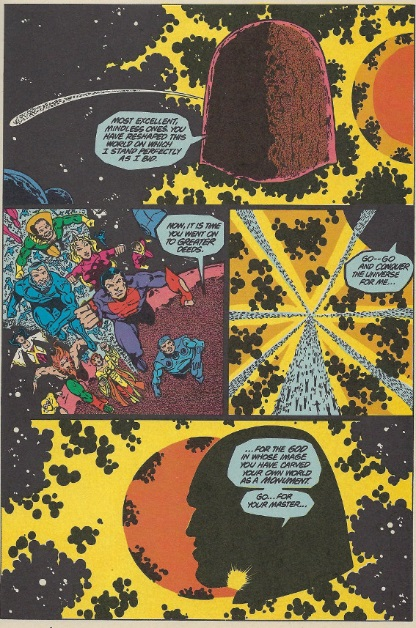 MOST EXCELLENT,
MINDLESS ONES. YOU
HAVE RESHAPED THIS
WORLD ON WHICH
I STAND PERFECTLY
AS I BID.
NOW, IT IS TIME
YOU WENT ON
TO GREATER
DEEDS.
GO--GO
AND CONQUER
THE UNIVERSE
FOR ME...
...FOR THE GOD
IN WHOSE IMAGE
YOU HAVE CARVED
YOUR OWN WORLD
AS A MONUMENT.
GO...FOR
YOUR MASTER...